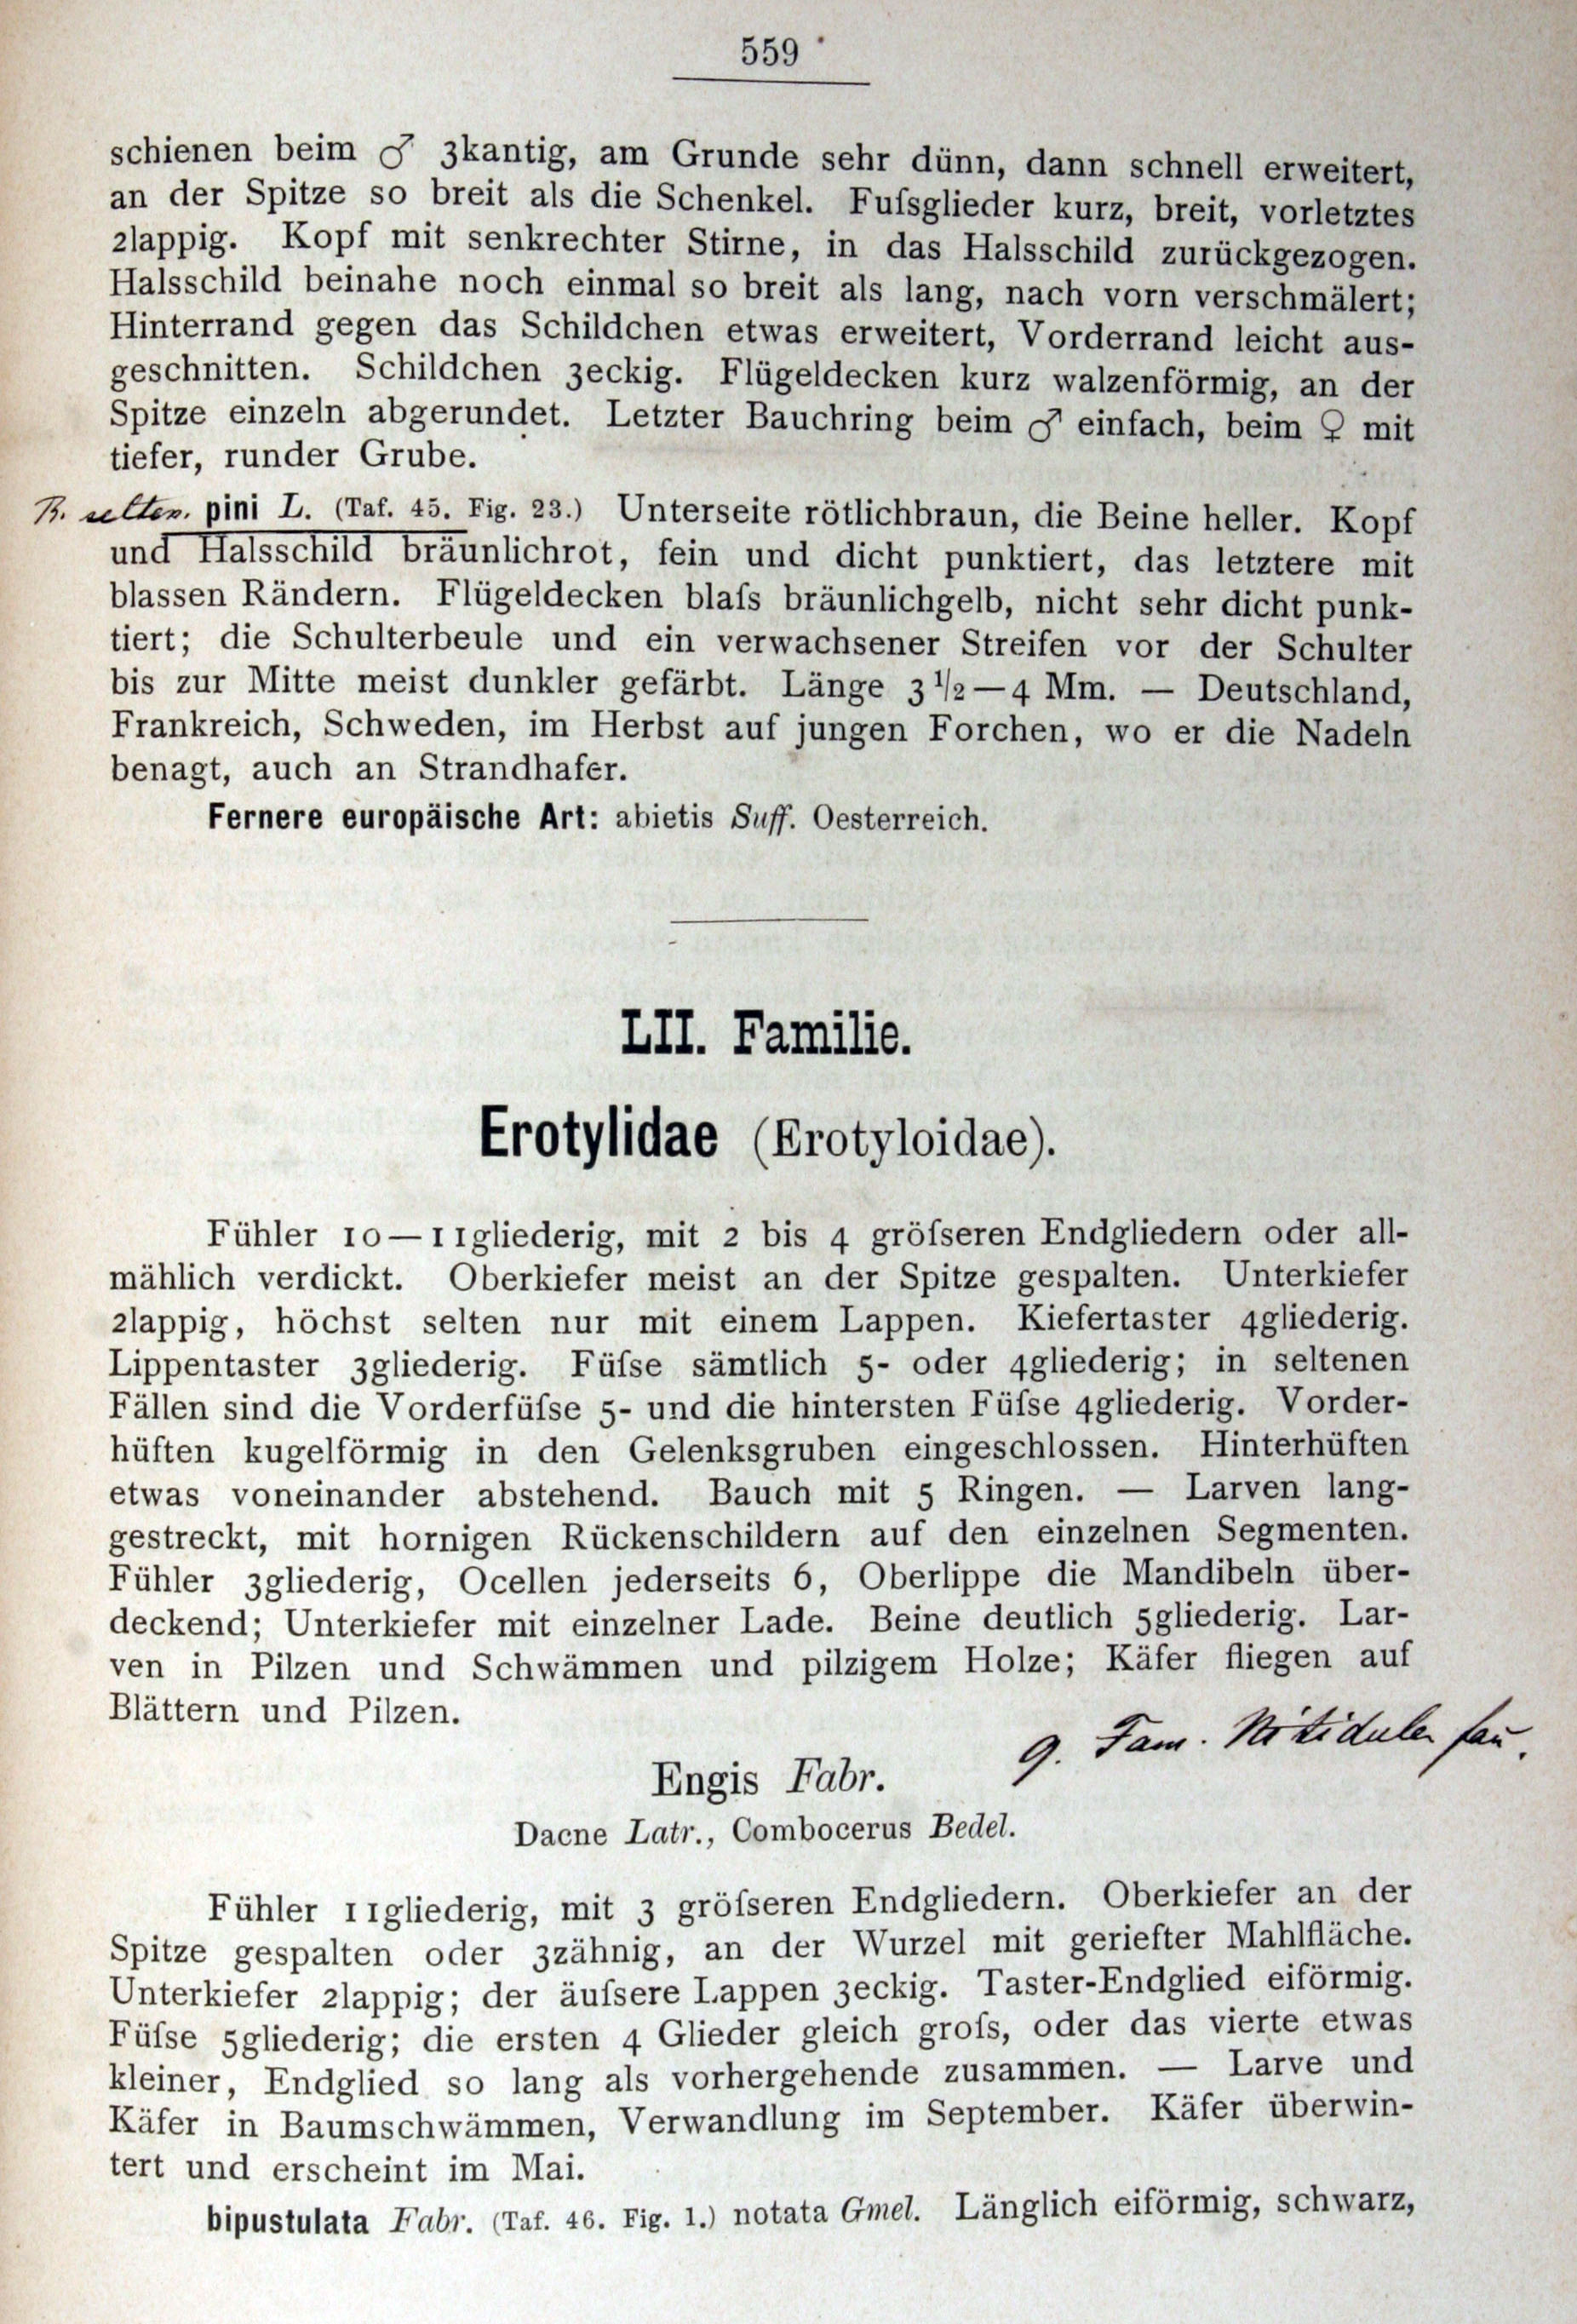 559
schienen beim ♂ 3kantig, am Grunde sehr dünn, dann schnell erweitert,
an der Spitze so breit als die Schenkel. Fuſsglieder kurz, breit, vorletztes
2lappig. Kopf mit senkrechter Stirne, in das Halsschild zurückgezogen.
Halsschild beinahe noch einmal so breit als lang, nach vorn verschmälert;
Hinterrand gegen das Schildchen etwas erweitert, Vorderrand leicht aus-
geschnitten. Schildchen 3eckig. Flügeldecken kurz walzenförmig, an der
Spitze einzeln abgerundet. Letzter Bauchring beim ♂ einfach, beim ♀ mit
tiefer, runder Grube.
B. selten. pini L. (Taf. 45. Fig. 23.) Unterseite rötlichbraun, die Beine heller. Kopf
und Halsschild bräunlichrot, fein und dicht punktiert, das letztere mit
blassen Rändern. Flügeldecken blaſs bräunlichgelb, nicht sehr dicht punk-
tiert; die Schulterbeule und ein verwachsener Streifen vor der Schulter
bis zur Mitte meist dunkler gefärbt. Länge 3 1/2—4 Mm. — Deutschland,
Frankreich, Schweden, im Herbst auf jungen Forchen, wo er die Nadeln
benagt, auch an Strandhafer.
Fernere europäische Art: abietis Suff. Oesterreich.
LII. Familie.
Erotylidae (Erotyloidae).
Fühler 10—11gliederig, mit 2 bis 4 gröſseren Endgliedern oder all-
mählich verdickt. Oberkiefer meist an der Spitze gespalten. Unterkiefer
2lappig, höchst selten nur mit einem Lappen. Kiefertaster 4gliederig.
Lippentaster 3gliederig. Füſse sämtlich 5- oder 4gliederig; in seltenen
Fällen sind die Vorderfüſse 5- und die hintersten Füſse 4gliederig. Vorder-
hüften kugelförmig in den Gelenksgruben eingeschlossen. Hinterhüften
etwas voneinander abstehend. Bauch mit 5 Ringen. — Larven lang-
gestreckt, mit hornigen Rückenschildern auf den einzelnen Segmenten.
Fühler 3gliederig, Ocellen jederseits 6, Oberlippe die Mandibeln über-
deckend; Unterkiefer mit einzelner Lade. Beine deutlich 5gliederig. Lar-
ven in Pilzen und Schwämmen und pilzigem Holze; Käfer fliegen auf
Blättern und Pilzen.
9. Fam. Nitidulen
Engis Fabr.
Dacne Latr., Combocerus Bedel.
Fühler 11gliederig, mit 3 gröſseren Endgliedern. Oberkiefer an der
Spitze gespalten oder 3zähnig, an der Wurzel mit geriefter Mahlfläche.
Unterkiefer 2lappig; der äuſsere Lappen 3eckig. Taster-Endglied eiförmig.
Füſse 5gliederig; die ersten 4 Glieder gleich groſs, oder das vierte etwas
kleiner, Endglied so lang als vorhergehende zusammen. — Larve und
Käfer in Baumschwämmen, Verwandlung im September. Käfer überwin-
tert und erscheint im Mai.
bipustulata Fabr. (Taf. 46. Fig. 1.) notata Gmel. Länglich eiförmig, schwarz,